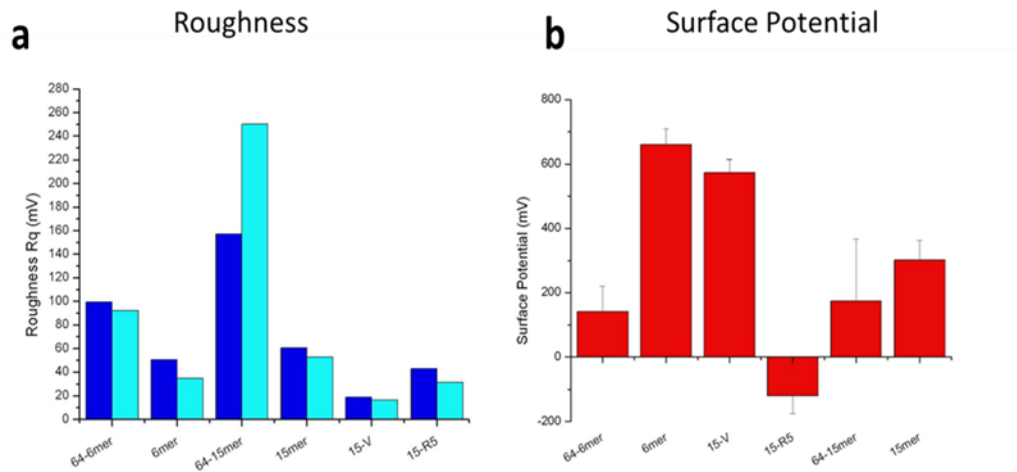 a
Roughness
Roughness Rq (mV)
280
260
240
220
200
180
160
140
120
100
80
60
40
20
0
64-6mer
6mer
64-15mer
15mer
15-V
15-R5
b
Surface Potential
Surface Potential (mV)
800
600
400
200
0
-200
64-6mer
6mer
15-V
15-R5
64-15mer
15mer